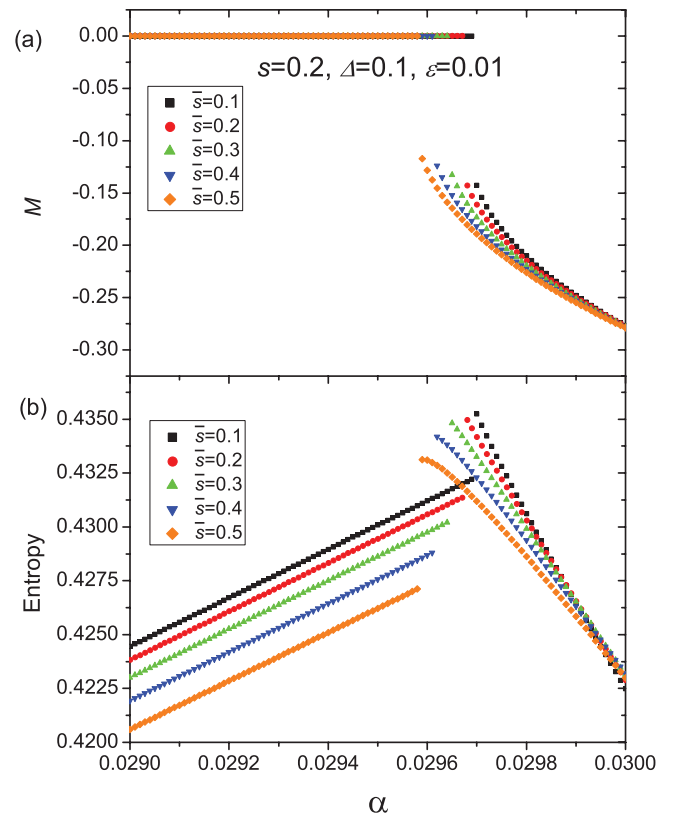 (a)
0.00
-0.05
-0.10
-0.15
-0.20
-0.25
-0.30
M
s=0.2, Δ=0.1, ε=0.01
s̅=0.1
s̅=0.2
s̅=0.3
s̅=0.4
s̅=0.5
(b)
0.4350
0.4325
0.4300
0.4275
0.4250
0.4225
0.4200
Entropy
s̅=0.1
s̅=0.2
s̅=0.3
s̅=0.4
s̅=0.5
0.0290 0.0292 0.0294 0.0296 0.0298 0.0300
α